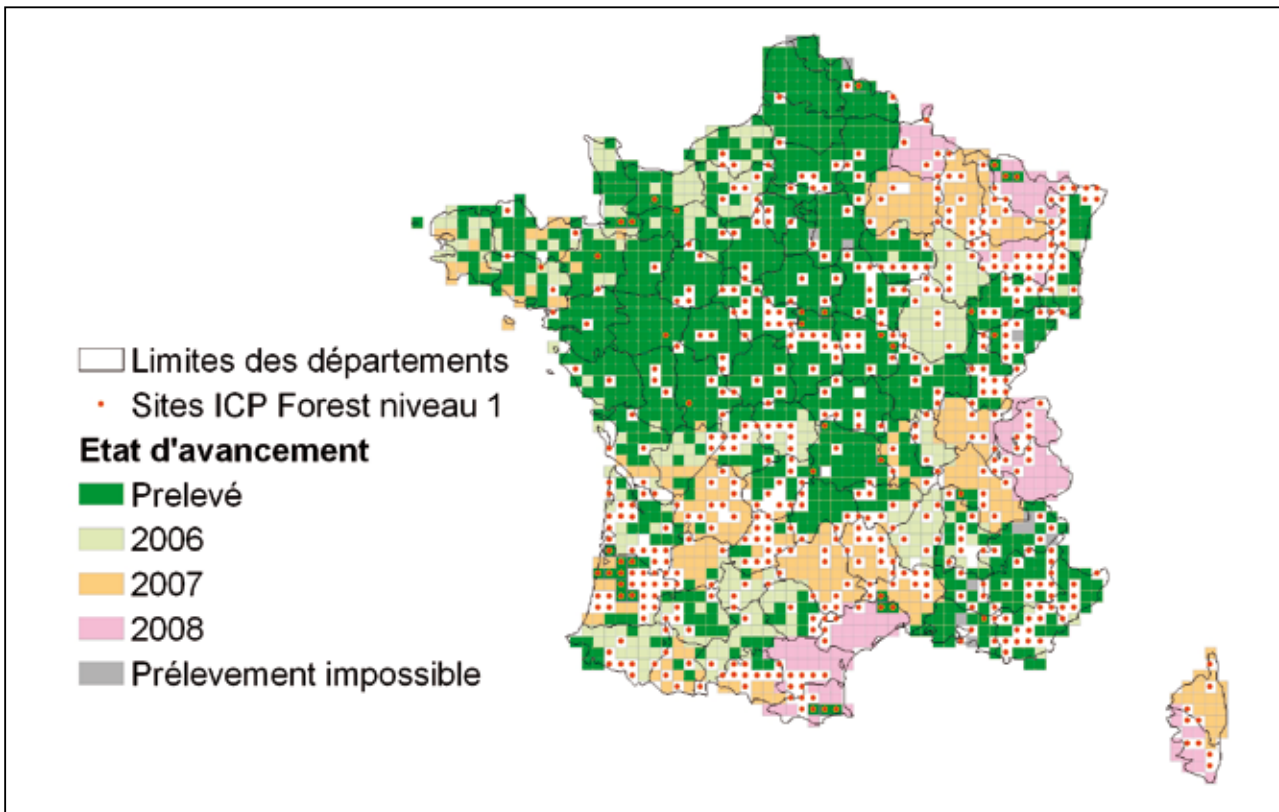 Limites des départements
Sites ICP Forest niveau 1
Etat d'avancement
Prelevé
2006
2007
2008
Prélevement impossible